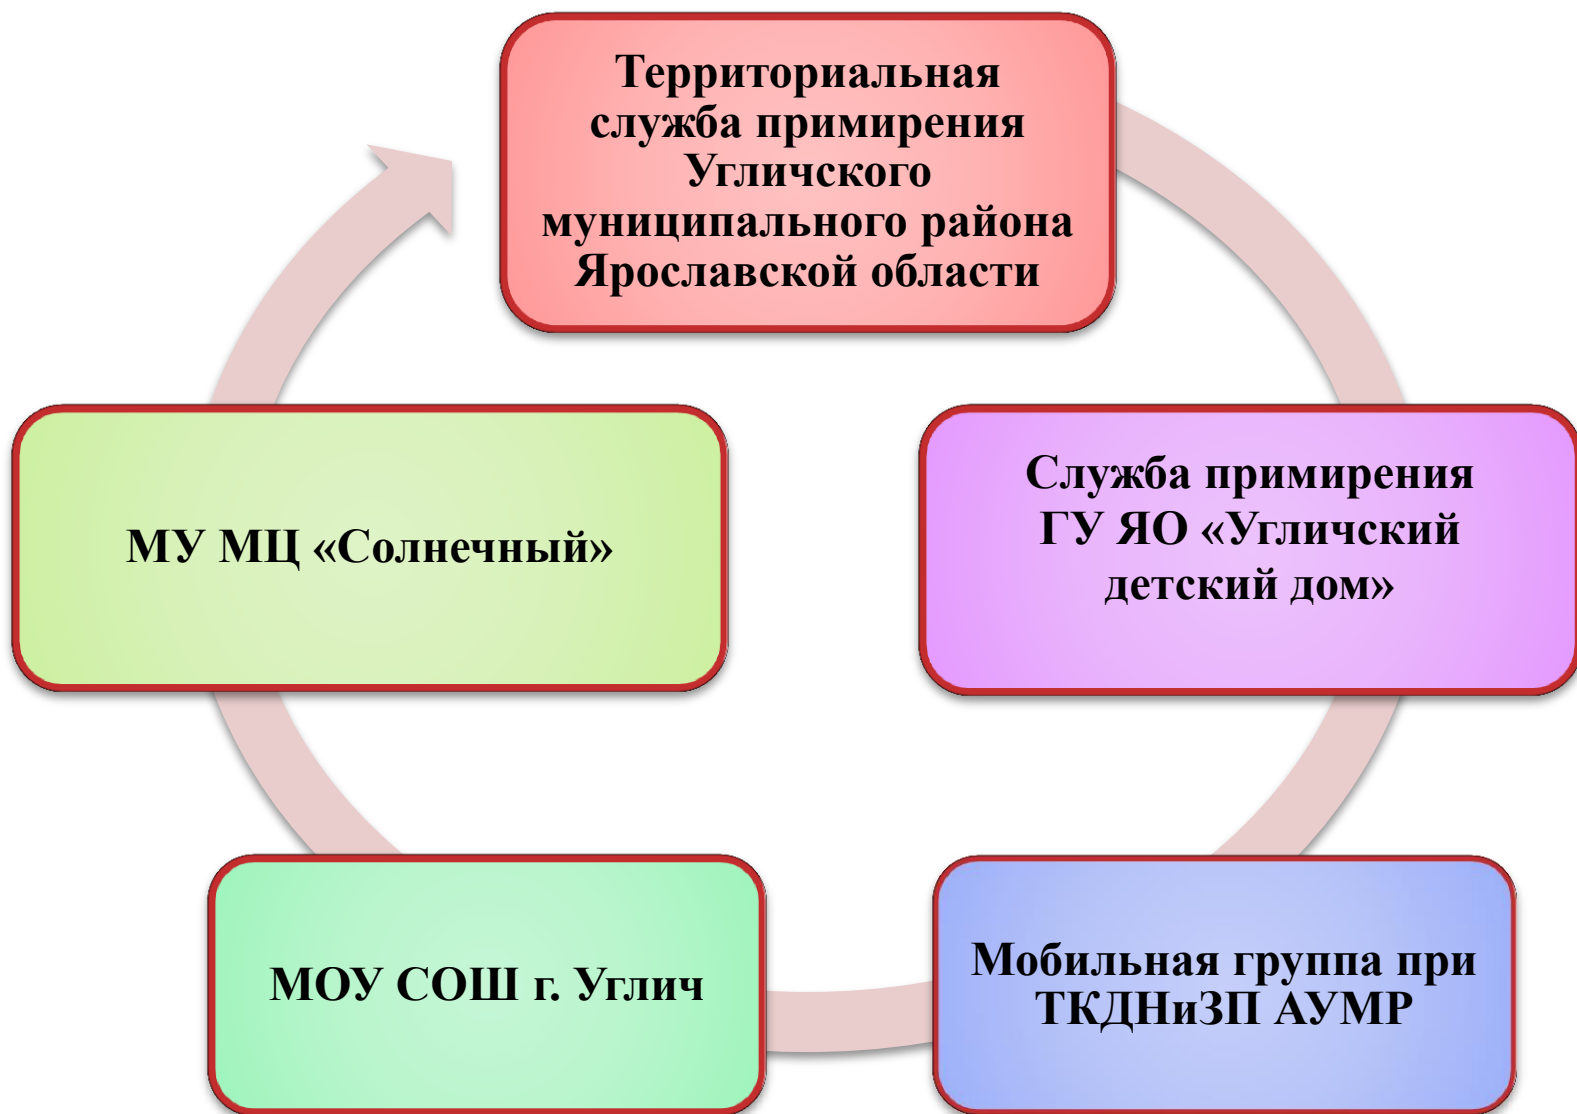 Территориальная
служба примирения
Угличского
муниципального района
Ярославской области
Служба примирения
ГУ ЯО «Угличский
детский дом»
Мобильная группа при
ТКДНиЗП АУМР
МОУ СОШ г. Углич
МУ МЦ «Солнечный»